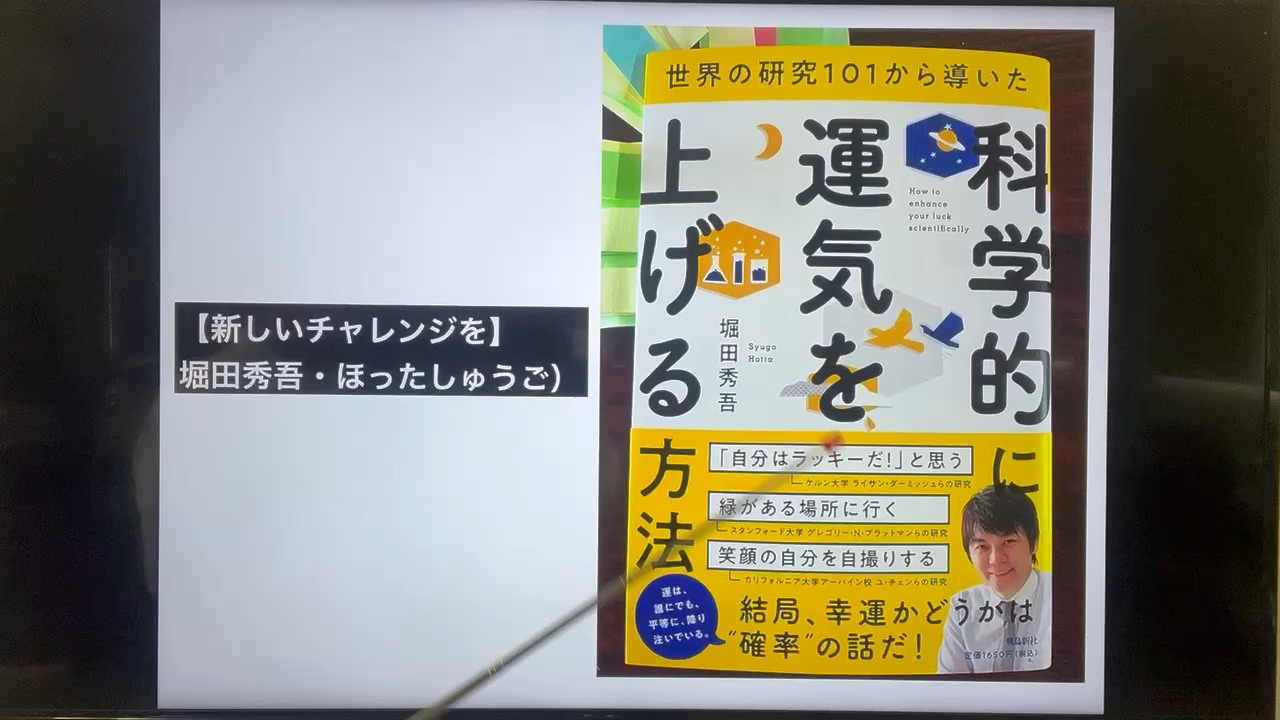 【新しいチャレンジを】
堀田秀吾・ほったしゅうご)
世界の研究101から導いた
科学的に
運気を
上げる方法
How to
enhance
your luck
scientifically
堀田秀吾
Syugo
Hotta
「自分はラッキーだ!」と思う
ケルン大学 ライサン・ダーミッシュらの研究
緑がある場所に行く
スタンフォード大学 グレゴリー・N・ブラットマンらの研究
笑顔の自分を自撮りする
カリフォルニア大学アーバイン校 ユ・チェンらの研究
運は、
誰にでも、
平等に、降り
注いでいる。
結局、幸運かどうかは
"確率"の話だ!
飛鳥新社
定価1650円(税込)